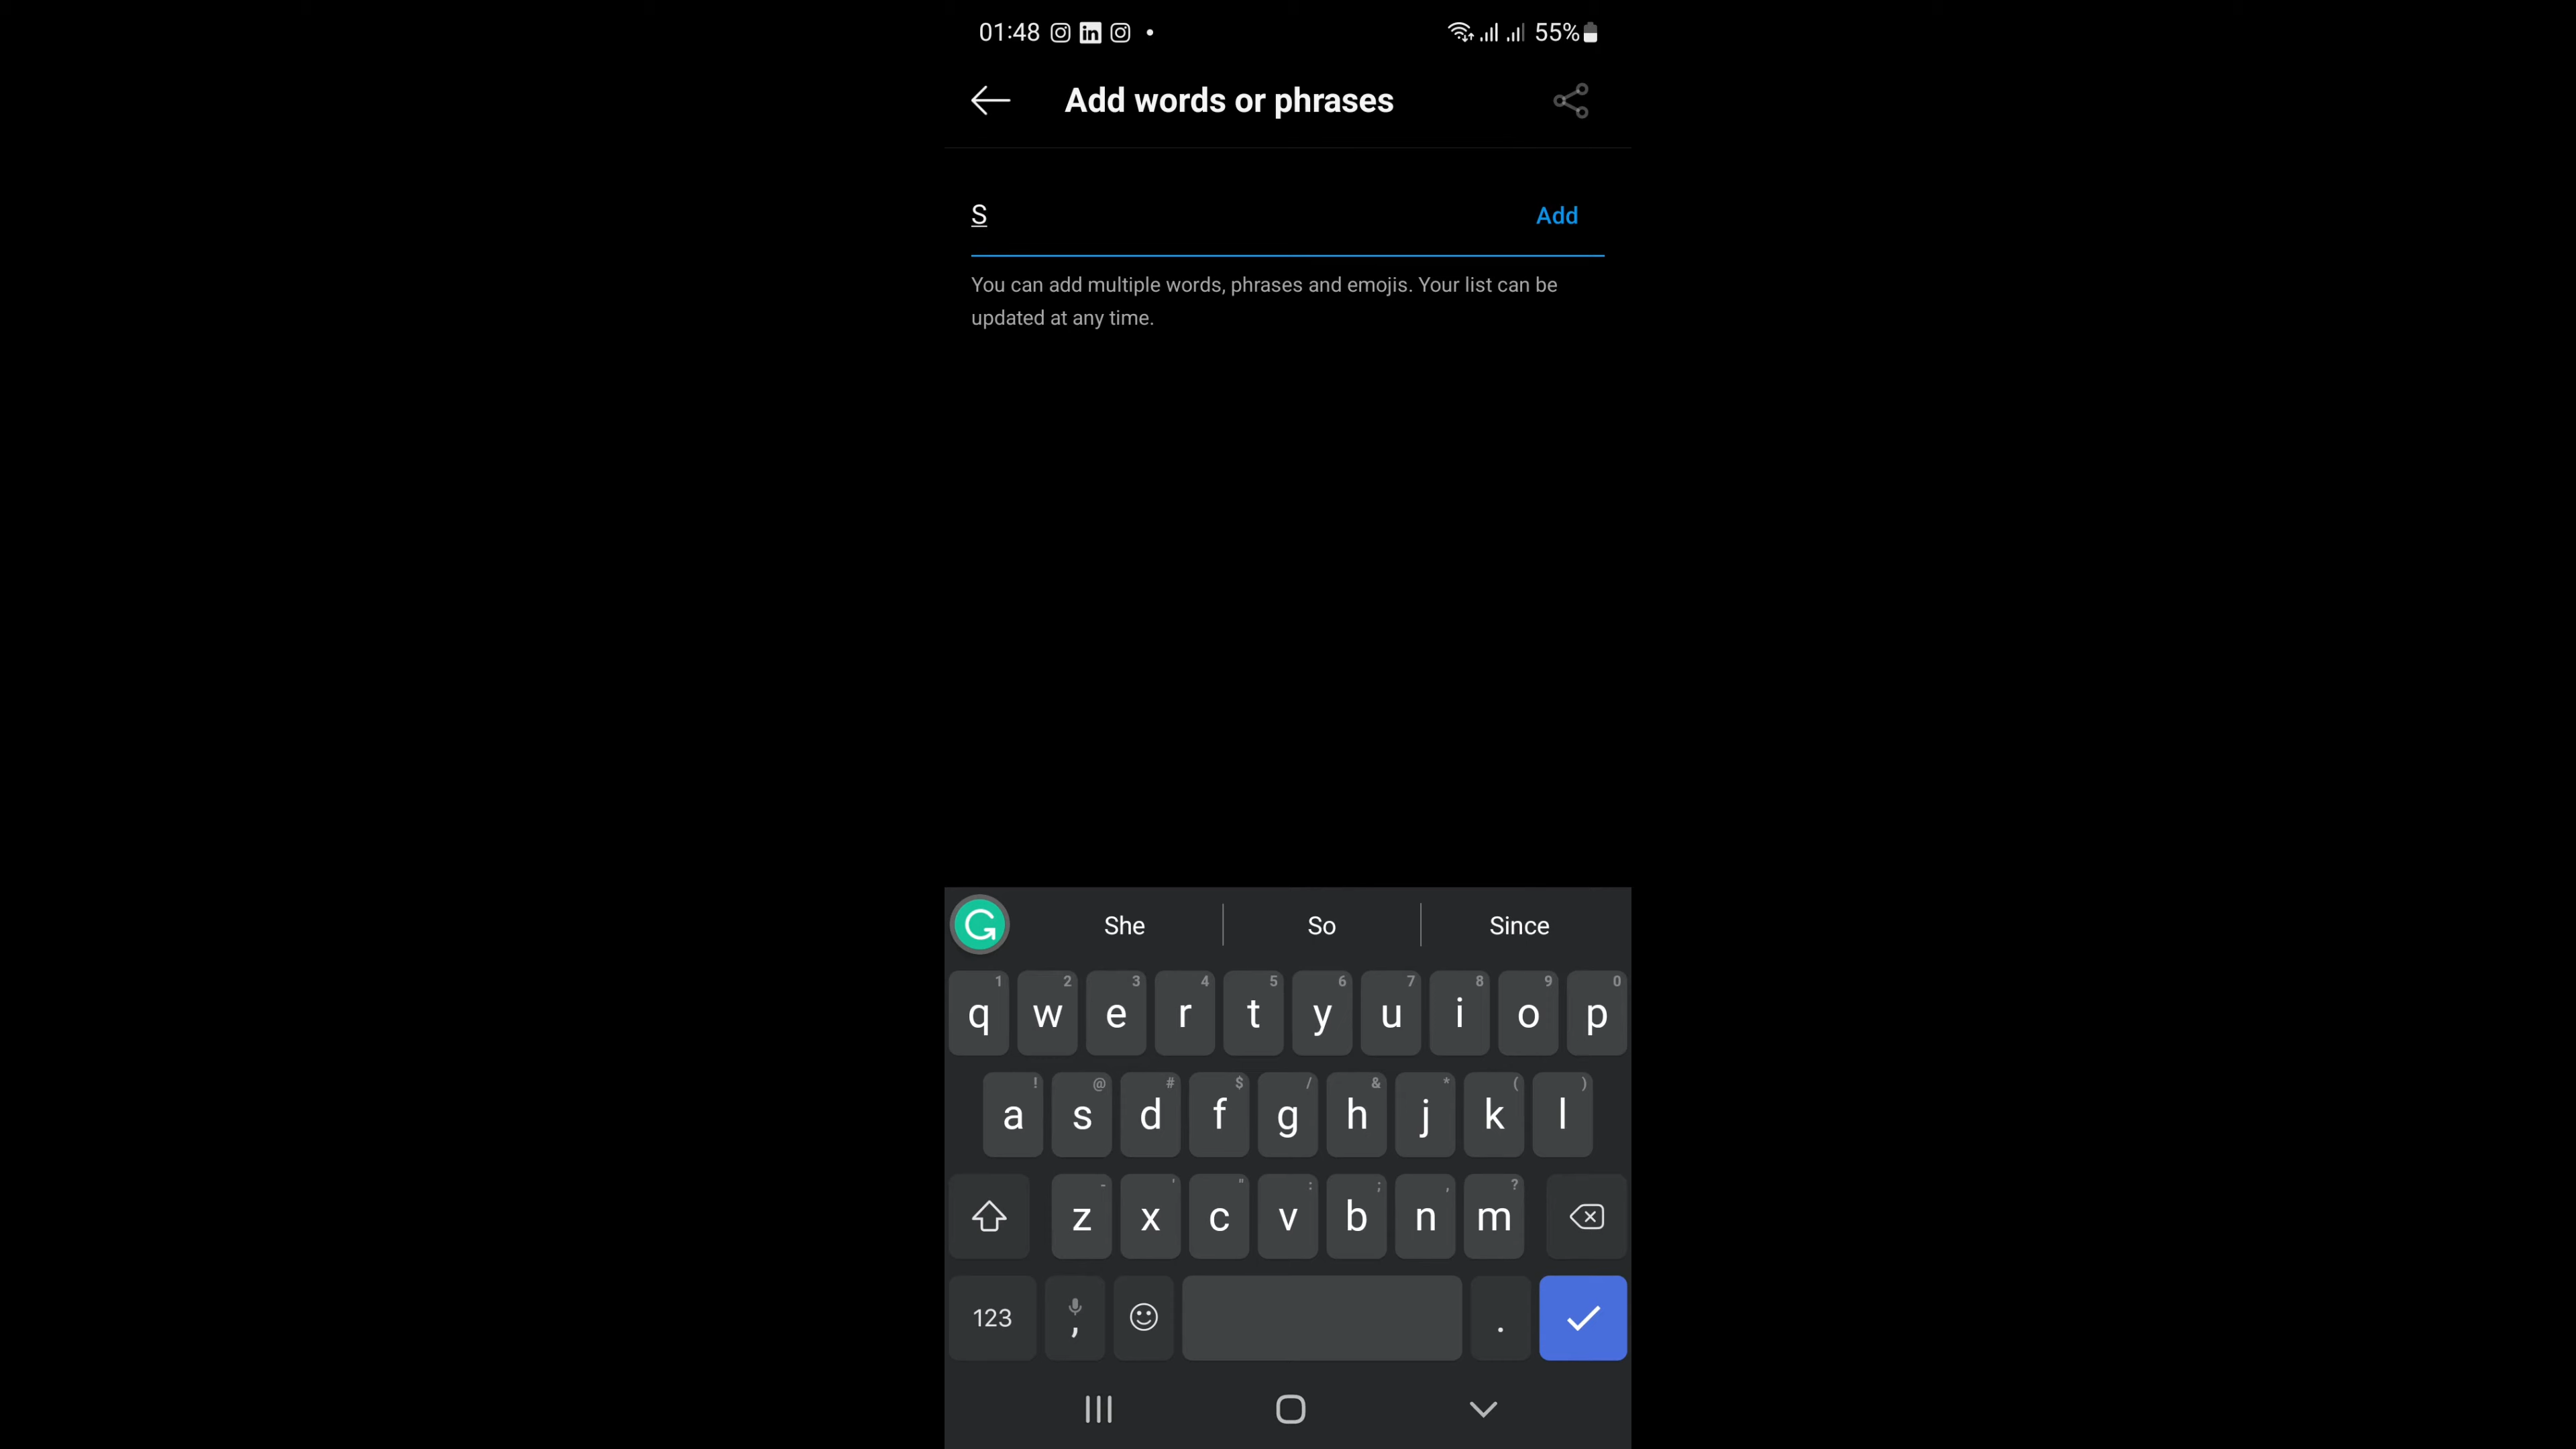 01:48 in 55%
Add words or phrases
S Add
You can add multiple words, phrases and emojis. Your list can be
updated at any time.
She So Since
1 2 3 4 5 6 7 8 9 0
q w e r t y u i o p
! @ # $ / & * ( )
a s d f g h j k l
- ' " : ; , ?
z x c v b n m
123 , .